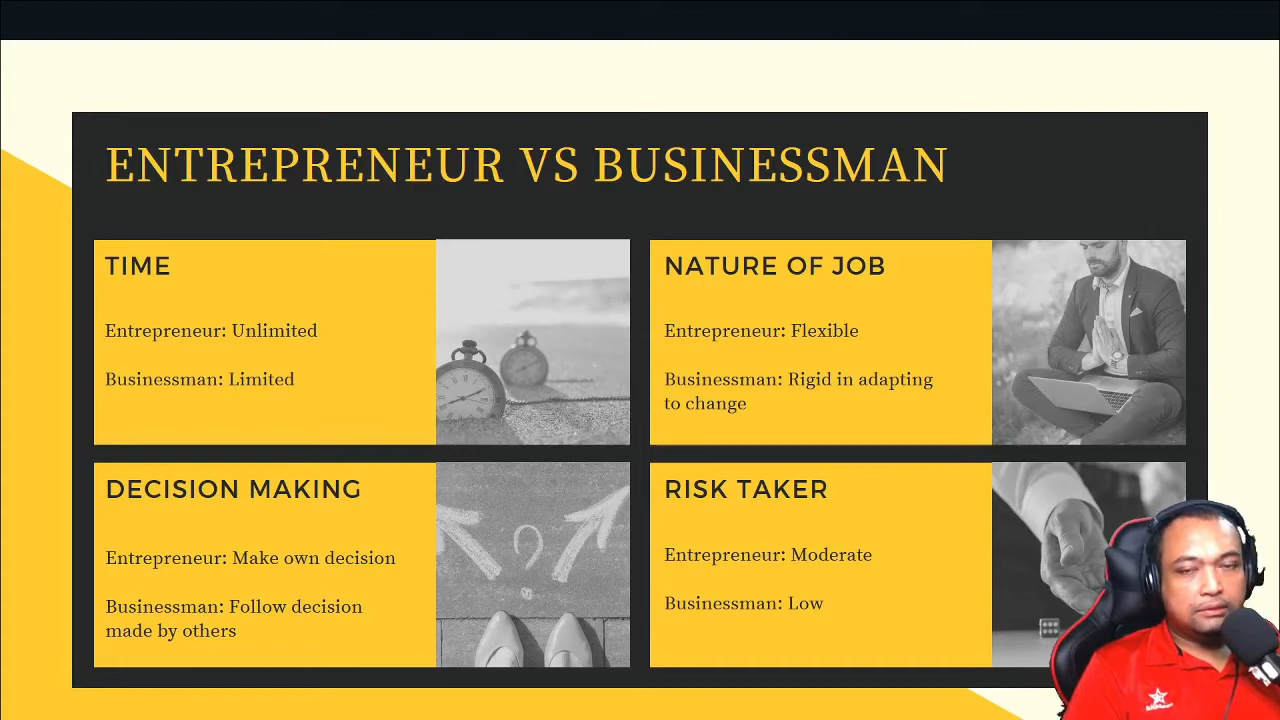 ENTREPRENEUR VS BUSINESSMAN
TIME
Entrepreneur: Unlimited
Businessman: Limited
NATURE OF JOB
Entrepreneur: Flexible
Businessman: Rigid in adapting
to change
DECISION MAKING
Entrepreneur: Make own decision
Businessman: Follow decision
made by others
RISK TAKER
Entrepreneur: Moderate
Businessman: Low